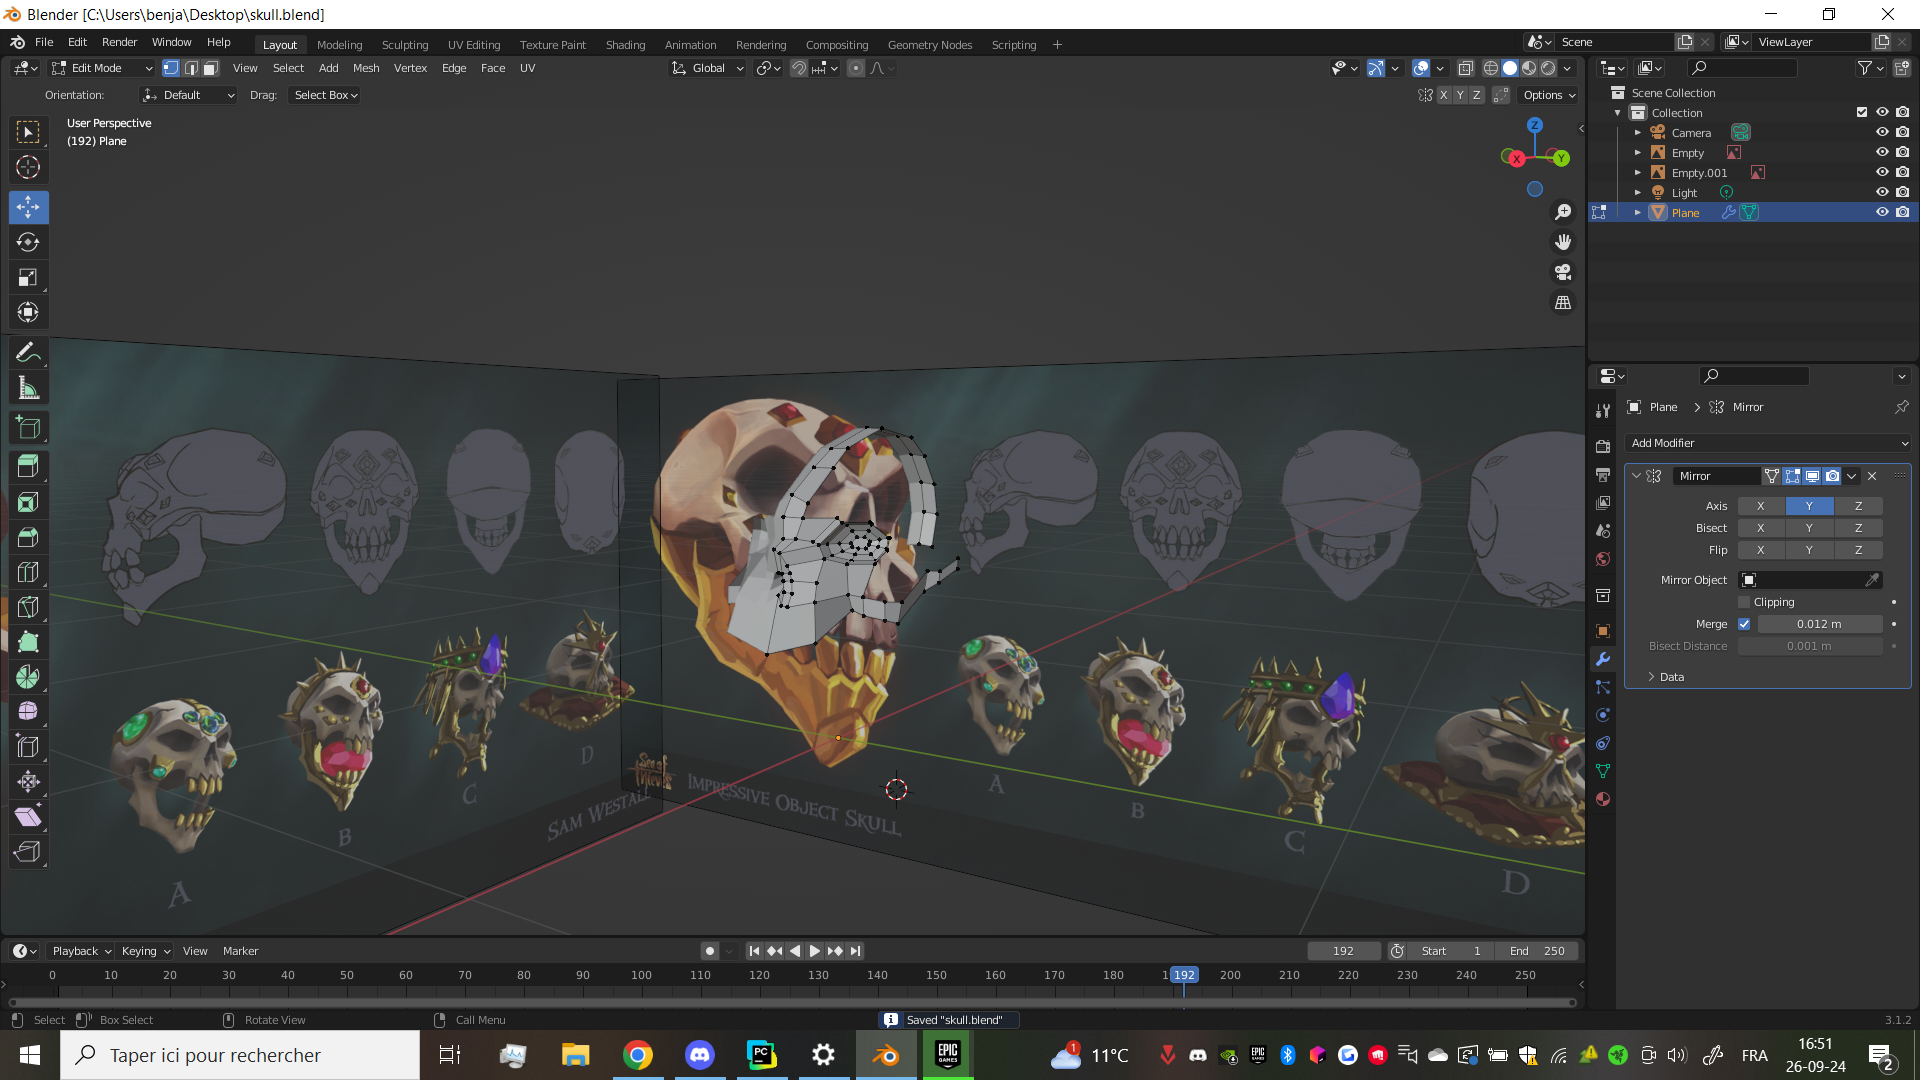 Blender [C:\Users\benja\Desktop\skull.blend]
File Edit Render Window Help Layout Modeling Sculpting UV Editing Texture Paint Shading Animation Rendering Compositing Geometry Nodes Scripting + Scene ViewLayer
Edit Mode View Select Add Mesh Vertex Edge Face UV Global
Orientation: Default Drag: Select Box X Y Z Options
User Perspective
(192) Plane
Z
X
Y
Scene Collection
Collection
Camera
Empty
Empty.001
Light
Plane
Plane > Mirror
Add Modifier
Mirror
Axis X Y Z
Bisect X Y Z
Flip X Y Z
Mirror Object
Clipping
Merge 0.012 m
Bisect Distance 0.001 m
Data
A
B
C
D
Sam Westall
Sea of Thieves
Impressive Object Skull
A
B
C
D
Playback Keying View Marker 192 Start 1 End 250
0 10 20 30 40 50 60 70 80 90 100 110 120 130 140 150 160 170 180 192 200 210 220 230 240 250
Select Box Select Rotate View Call Menu Saved "skull.blend" 3.1.2
Taper ici pour rechercher
PC
EPIC GAMES
1
11°C
FRA
16:51
26-09-24
2